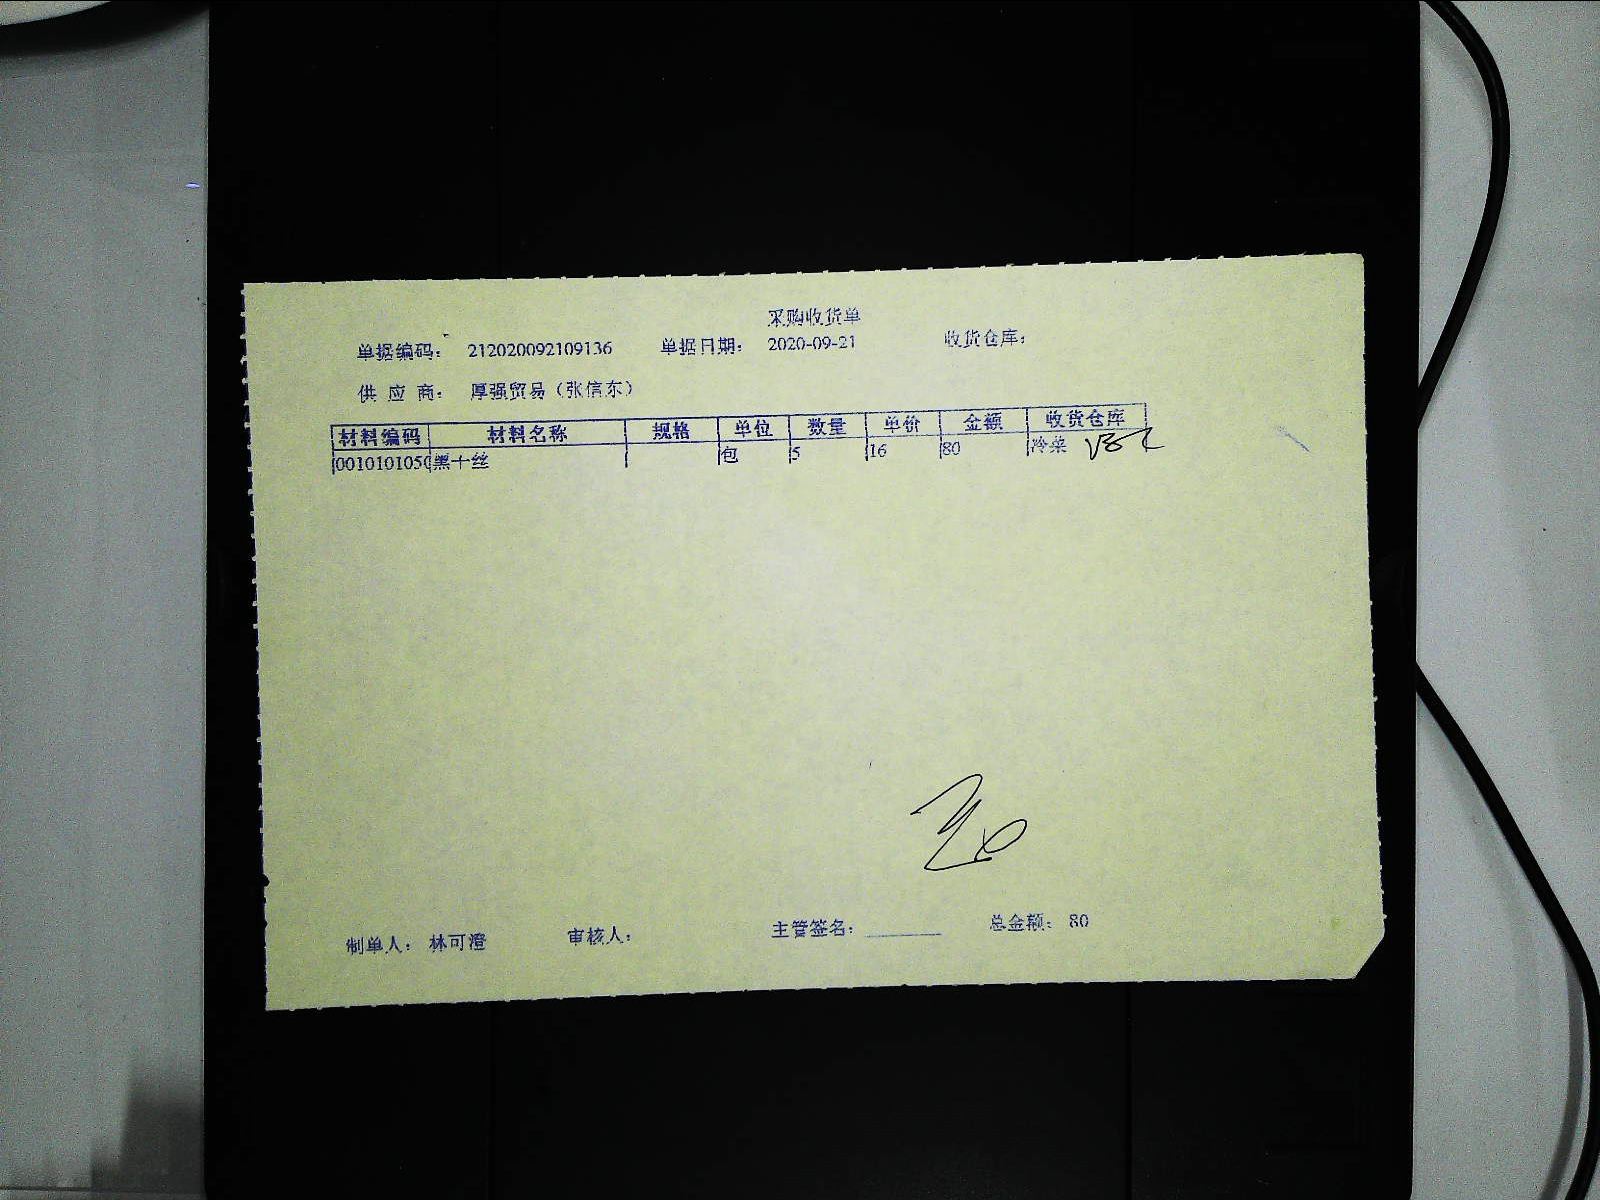 采购收货单
单据编码： 212020092109136 单据日期： 2020-09-21 收货仓库：
供 应 商： 厚强贸易（张信东）
材料编码 材料名称 规格 单位 数量 单价 金额 收货仓库
0010101050 黑千丝 包 5 16 80 冷菜
制单人： 林可澄 审核人： 主管签名： 总金额： 80